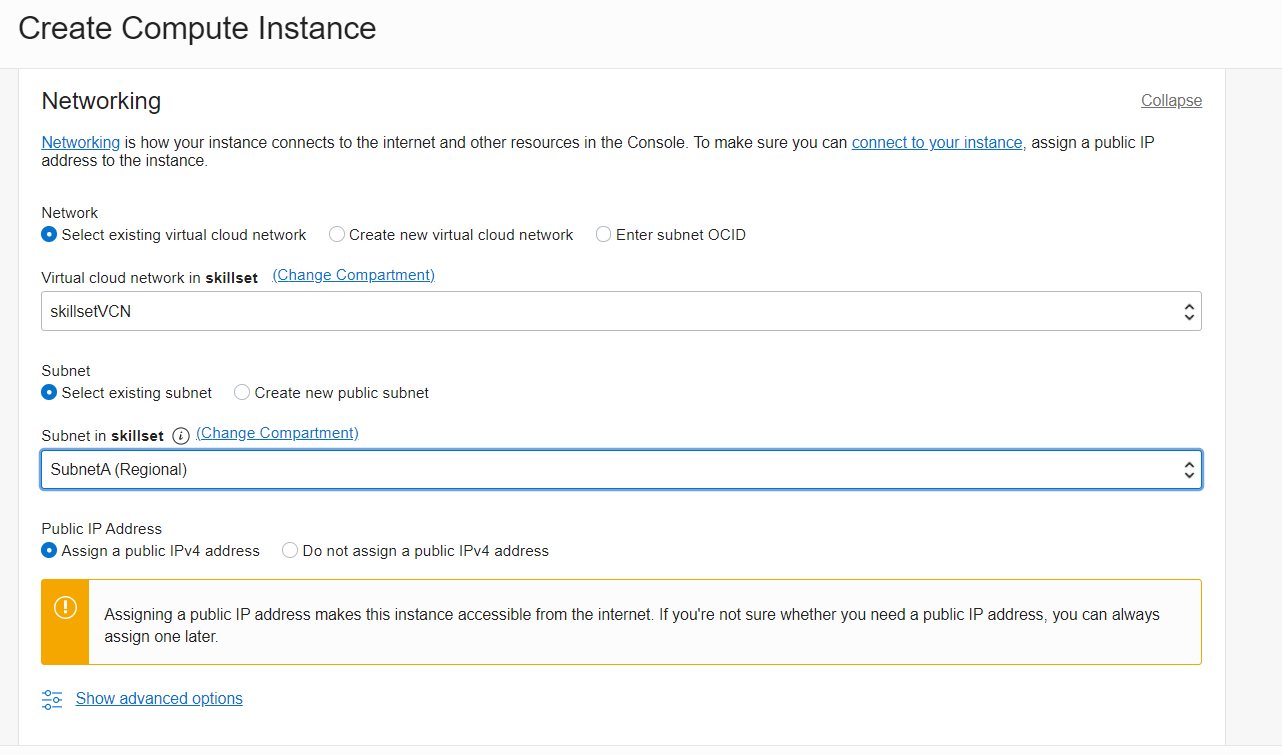 Create Compute Instance
Networking
Collapse
Networking is how your instance connects to the internet and other resources in the Console. To make sure you can connect to your instance, assign a public IP
address to the instance.
Network
Select existing virtual cloud network Create new virtual cloud network Enter subnet OCID
Virtual cloud network in skillset (Change Compartment)
skillsetVCN
Subnet
Select existing subnet Create new public subnet
Subnet in skillset i (Change Compartment)
SubnetA (Regional)
Public IP Address
Assign a public IPv4 address Do not assign a public IPv4 address
! Assigning a public IP address makes this instance accessible from the internet. If you're not sure whether you need a public IP address, you can always
assign one later.
Show advanced options